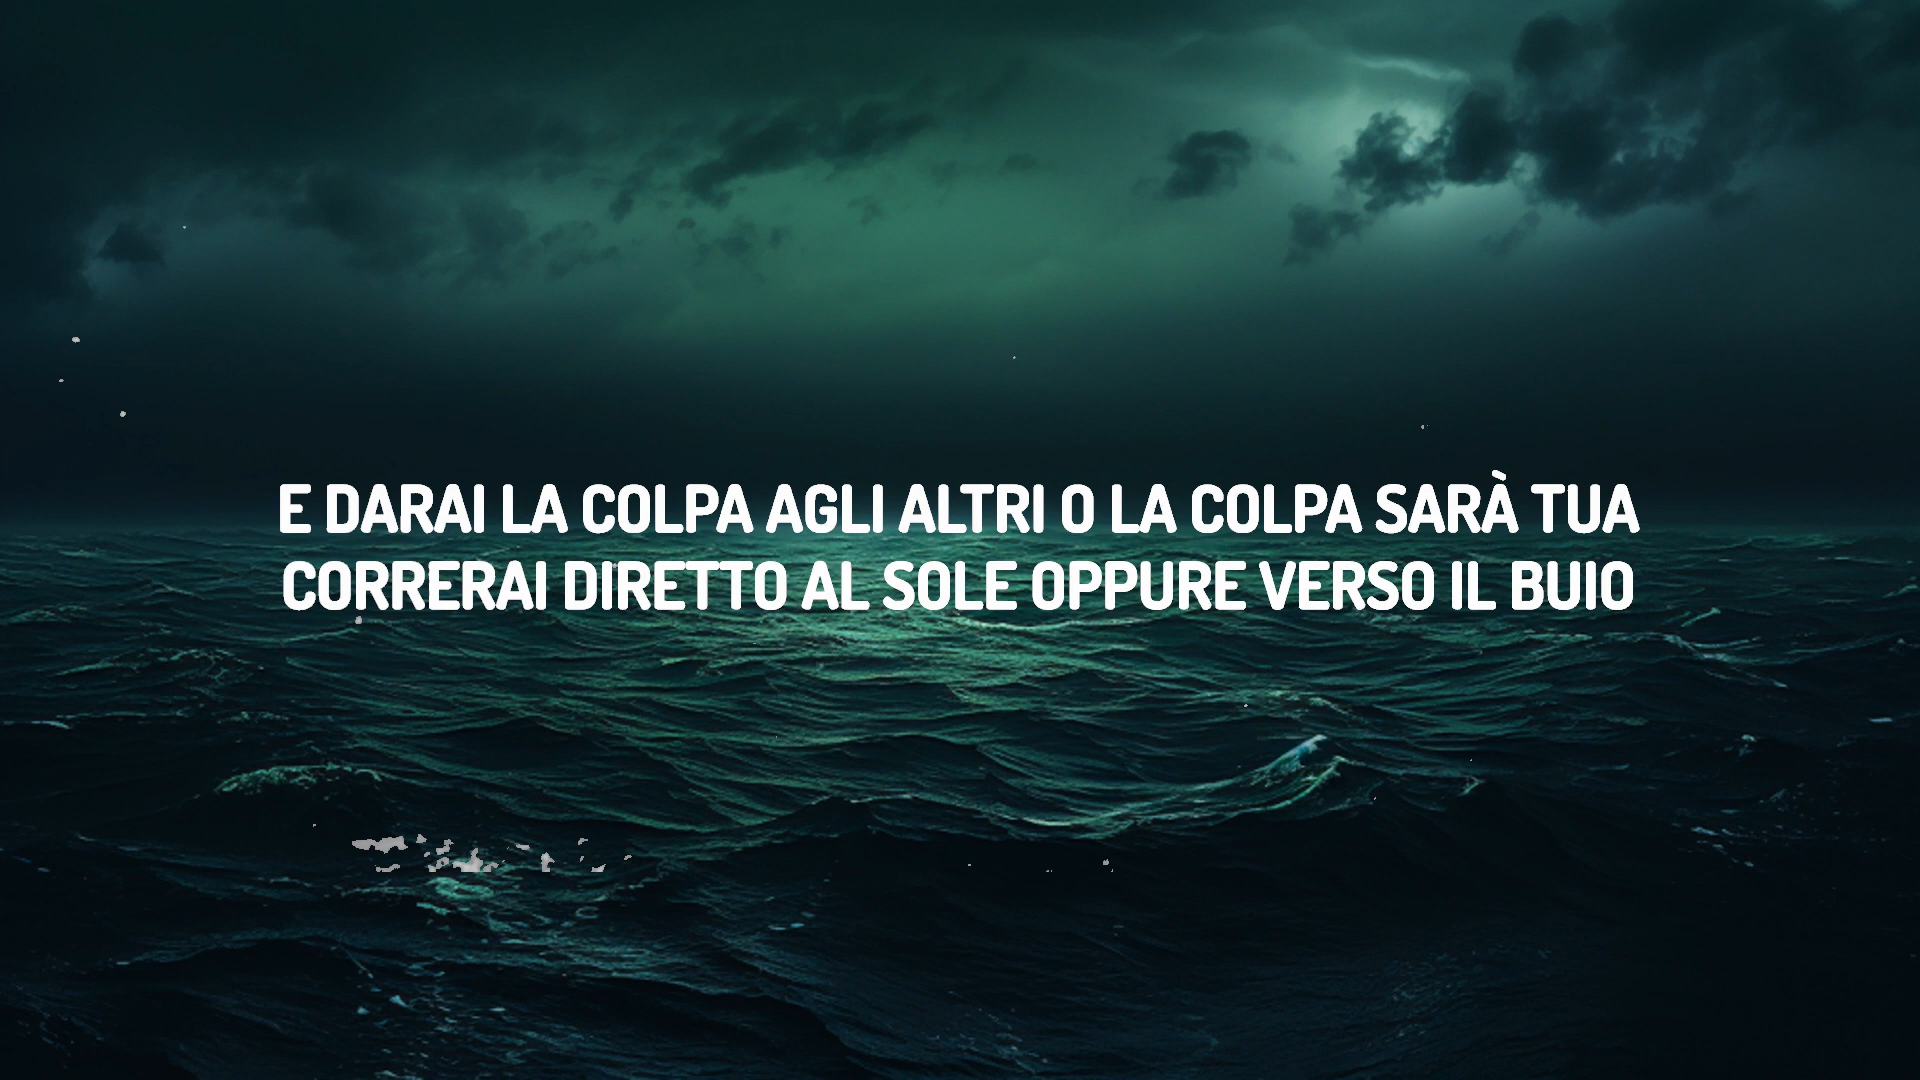 E DARAI LA COLPA AGLI ALTRI O LA COLPA SARÀ TUA
CORRERAI DIRETTO AL SOLE OPPURE VERSO IL BUIO